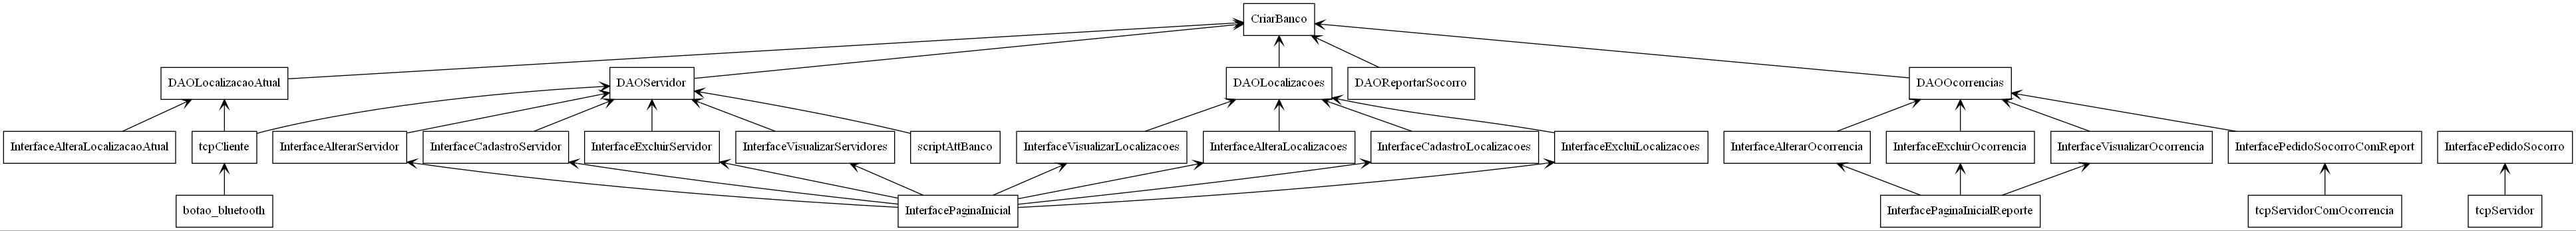 CriarBanco
DAOLocalizacaoAtual
DAOServidor
DAOLocalizacoes
DAOReportarSocorro
DAOOcorrencias
InterfaceAlteraLocalizacaoAtual
tcpCliente
InterfaceAlterarServidor
InterfaceCadastroServidor
InterfaceExcluirServidor
InterfaceVisualizarServidores
scriptAttBanco
InterfaceVisualizarLocalizacoes
InterfaceAlteraLocalizacoes
InterfaceCadastroLocalizacoes
InterfaceExcluiLocalizacoes
InterfaceAlterarOcorrencia
InterfaceExcluirOcorrencia
InterfaceVisualizarOcorrencia
InterfacePedidoSocorroComReport
InterfacePedidoSocorro
botao_bluetooth
InterfacePaginaInicial
InterfacePaginaInicialReporte
tcpServidorComOcorrencia
tcpServidor